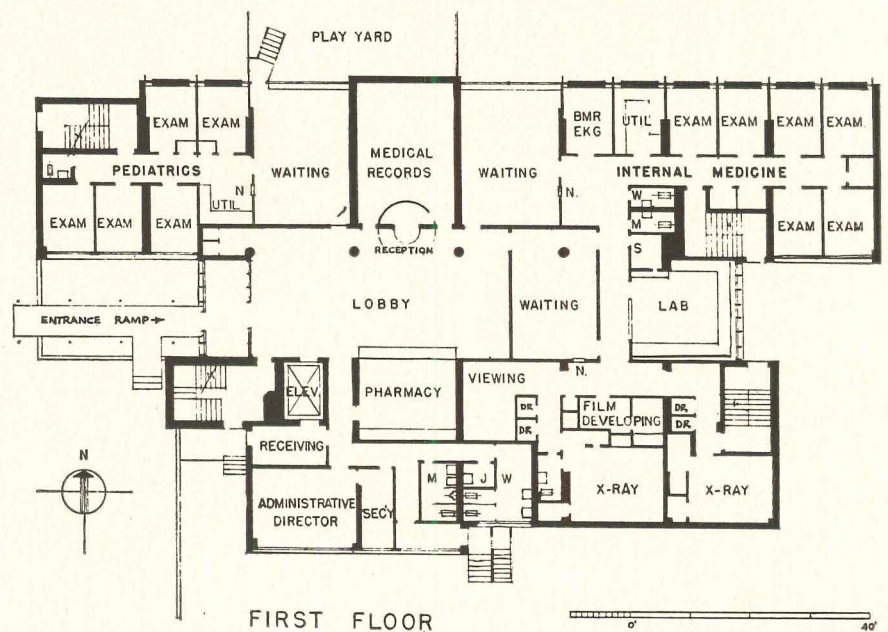 PLAY YARD
EXAM
EXAM
BMR
EKG
UTIL
EXAM
EXAM
EXAM
EXAM.
MEDICAL
RECORDS
PEDIATRICS
WAITING
WAITING
INTERNAL MEDICINE
N
UTIL.
N.
W
M
S
EXAM
EXAM
EXAM
EXAM
EXAM
RECEPTION
LOBBY
WAITING
LAB
ENTRANCE RAMP→
ELEV.
PHARMACY
VIEWING
N.
FILM
DEVELOPING
DR.
DR.
DR.
DR.
RECEIVING
M
J
W
X-RAY
X-RAY
ADMINISTRATIVE
DIRECTOR
SECY
N
FIRST FLOOR
0'
40'